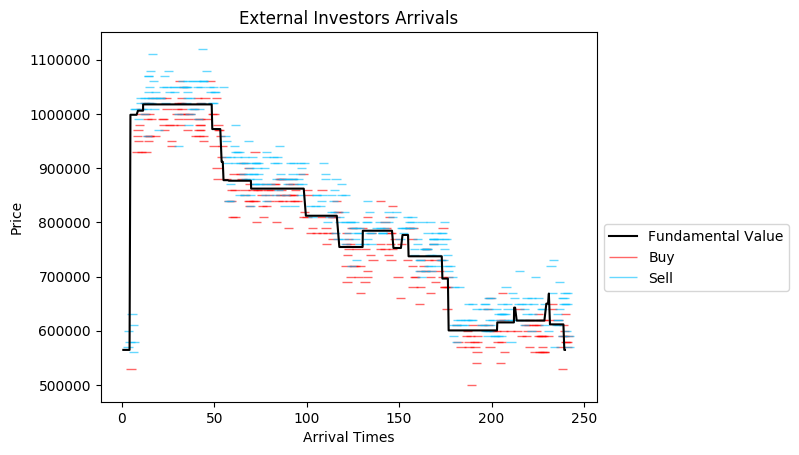 External Investors Arrivals
Price
1100000
1000000
900000
800000
700000
600000
500000
0 50 100 150 200 250
Arrival Times
Fundamental Value
Buy
Sell